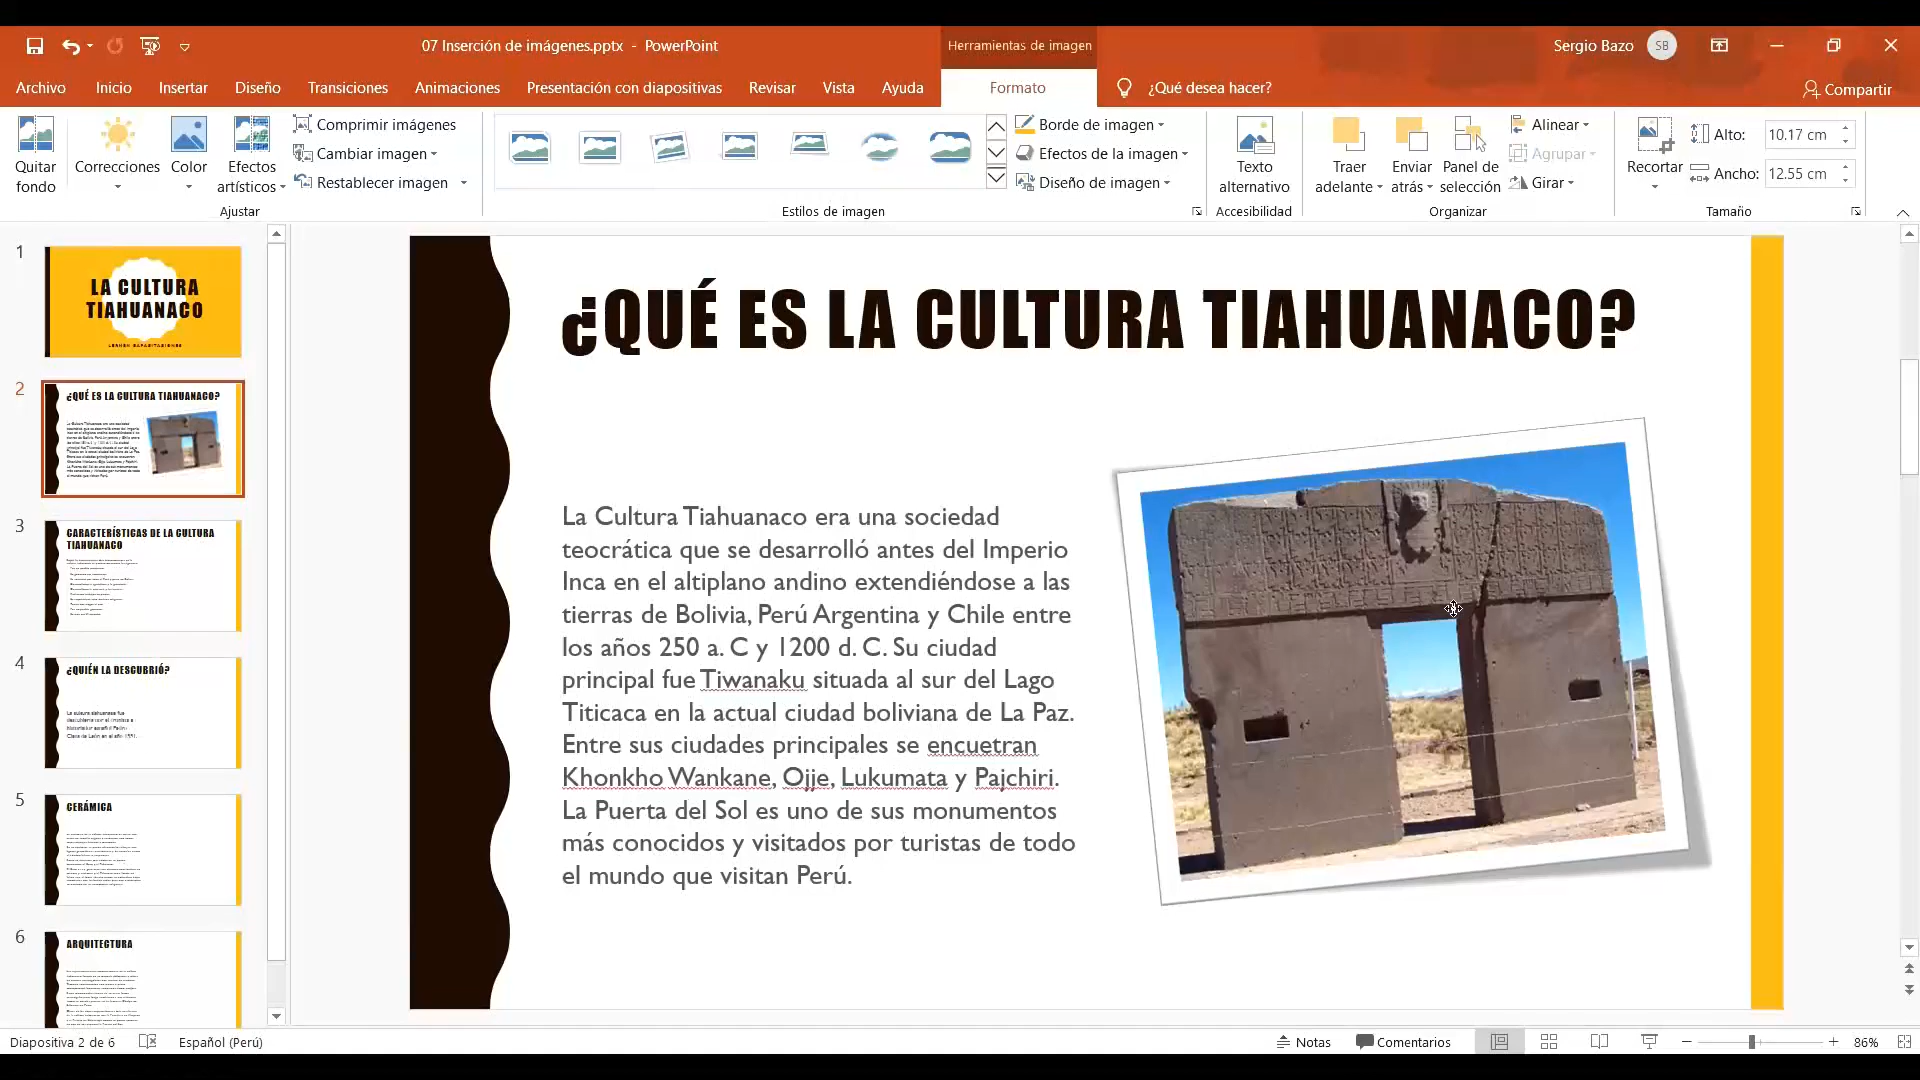 07 Inserción de imágenes.pptx - PowerPoint
Herramientas de imagen
Sergio Bazo
SB
Archivo
Inicio
Insertar
Diseño
Transiciones
Animaciones
Presentación con diapositivas
Revisar
Vista
Ayuda
Formato
¿Qué desea hacer?
Compartir
Quitar fondo
Correcciones
Color
Efectos artísticos
Comprimir imágenes
Cambiar imagen
Restablecer imagen
Ajustar
Estilos de imagen
Borde de imagen
Efectos de la imagen
Diseño de imagen
Texto alternativo
Accesibilidad
Traer adelante
Enviar atrás
Panel de selección
Alinear
Agrupar
Girar
Organizar
Recortar
Alto: 10.17 cm
Ancho: 12.55 cm
Tamaño
1
LA CULTURA
TIAHUANACO
LERNEN CAPACITACIONES
2
¿QUÉ ES LA CULTURA TIAHUANACO?
3
CARACTERÍSTICAS DE LA CULTURA
TIAHUANACO
4
¿QUIÉN LA DESCUBRIÓ?
5
CERÁMICA
6
ARQUITECTURA
¿QUÉ ES LA CULTURA TIAHUANACO?
La Cultura Tiahuanaco era una sociedad
teocrática que se desarrolló antes del Imperio
Inca en el altiplano andino extendiéndose a las
tierras de Bolivia, Perú Argentina y Chile entre
los años 250 a. C y 1200 d. C. Su ciudad
principal fue Tiwanaku situada al sur del Lago
Titicaca en la actual ciudad boliviana de La Paz.
Entre sus ciudades principales se encuetran
Khonkho Wankane, Ojje, Lukumata y Pajchiri.
La Puerta del Sol es uno de sus monumentos
más conocidos y visitados por turistas de todo
el mundo que visitan Perú.
Diapositiva 2 de 6
Español (Perú)
Notas
Comentarios
86%